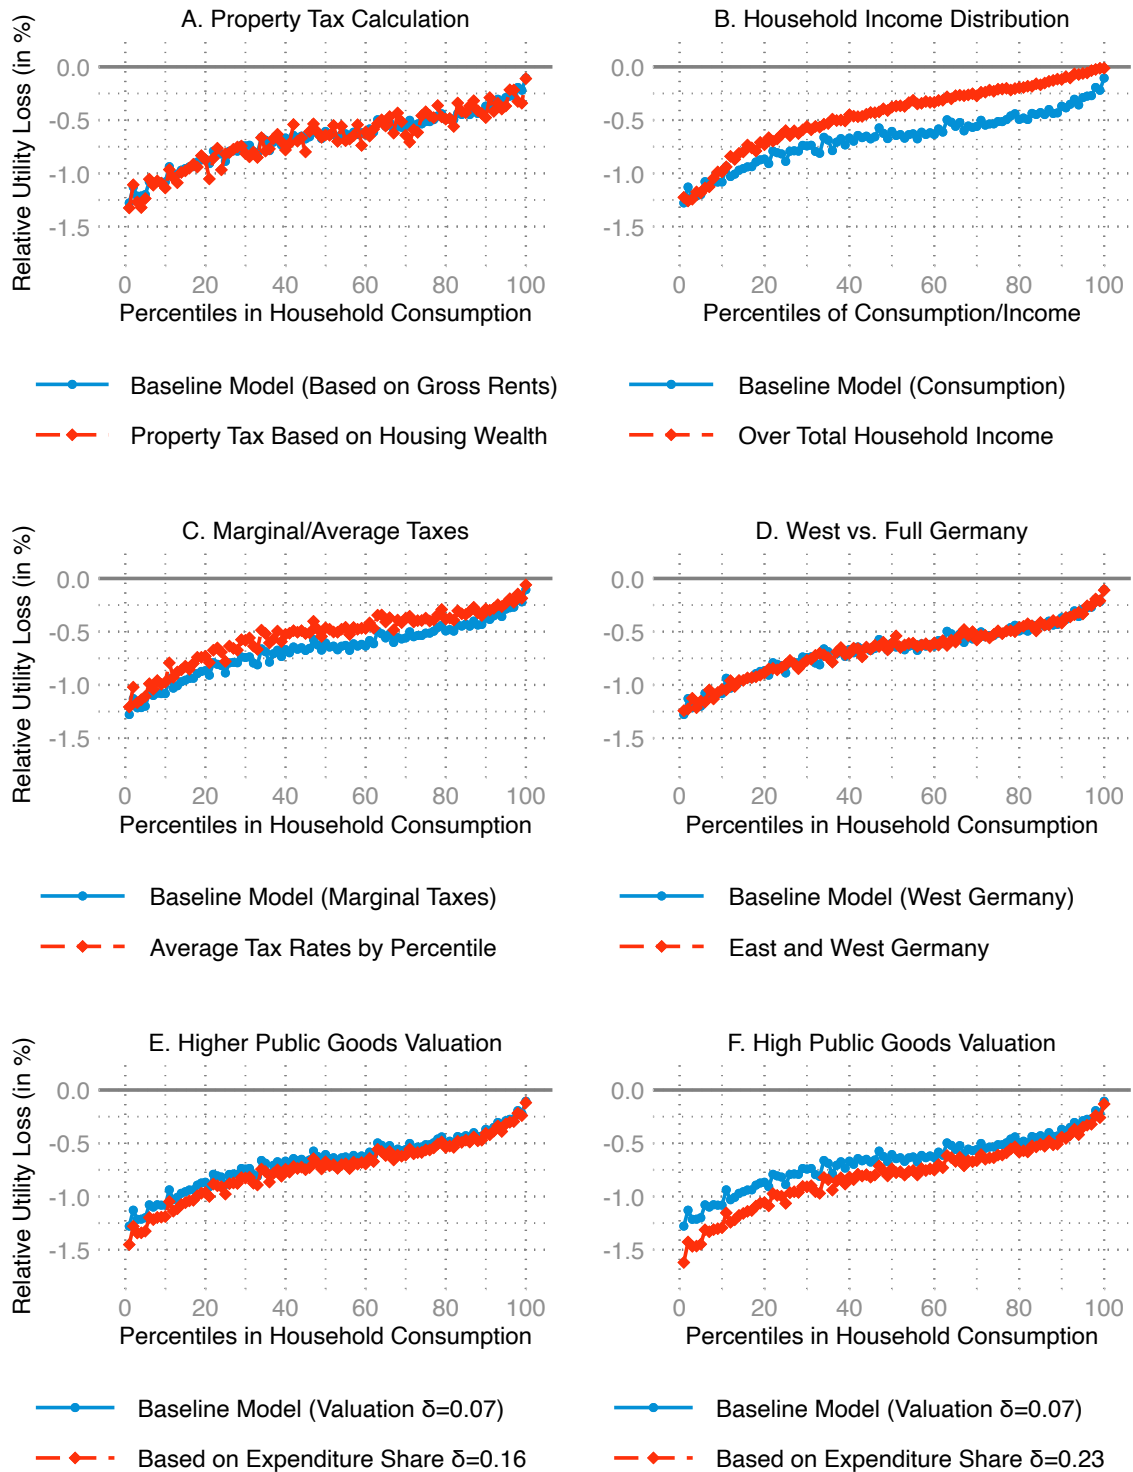 A. Property Tax Calculation
Relative Utility Loss (in %)
0.0
-0.5
-1.0
-1.5
0 20 40 60 80 100
Percentiles in Household Consumption
Baseline Model (Based on Gross Rents)
Property Tax Based on Housing Wealth
B. Household Income Distribution
0.0
-0.5
-1.0
-1.5
0 20 40 60 80 100
Percentiles of Consumption/Income
Baseline Model (Consumption)
Over Total Household Income
C. Marginal/Average Taxes
Relative Utility Loss (in %)
0.0
-0.5
-1.0
-1.5
0 20 40 60 80 100
Percentiles in Household Consumption
Baseline Model (Marginal Taxes)
Average Tax Rates by Percentile
D. West vs. Full Germany
0.0
-0.5
-1.0
-1.5
0 20 40 60 80 100
Percentiles in Household Consumption
Baseline Model (West Germany)
East and West Germany
E. Higher Public Goods Valuation
Relative Utility Loss (in %)
0.0
-0.5
-1.0
-1.5
0 20 40 60 80 100
Percentiles in Household Consumption
Baseline Model (Valuation δ=0.07)
Based on Expenditure Share δ=0.16
F. High Public Goods Valuation
0.0
-0.5
-1.0
-1.5
0 20 40 60 80 100
Percentiles in Household Consumption
Baseline Model (Valuation δ=0.07)
Based on Expenditure Share δ=0.23